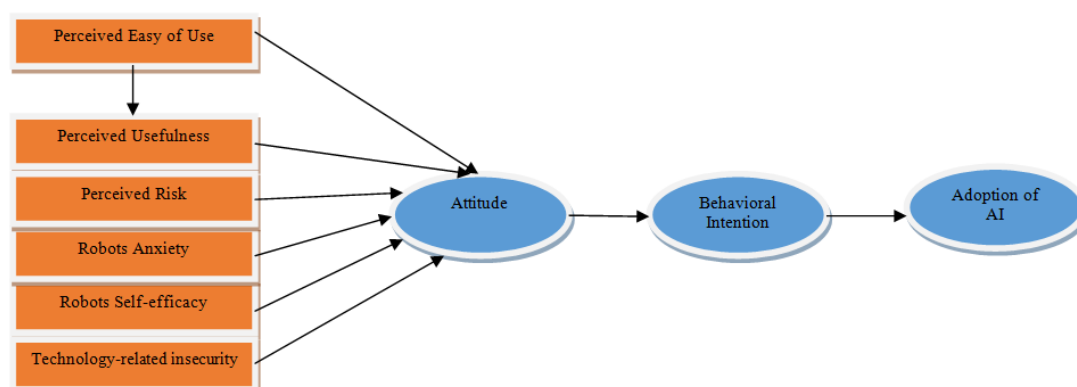 Perceived Easy of Use
Perceived Usefulness
Perceived Risk
Robots Anxiety
Robots Self-efficacy
Technology-related insecurity
Attitude
Behavioral
Intention
Adoption of
AI